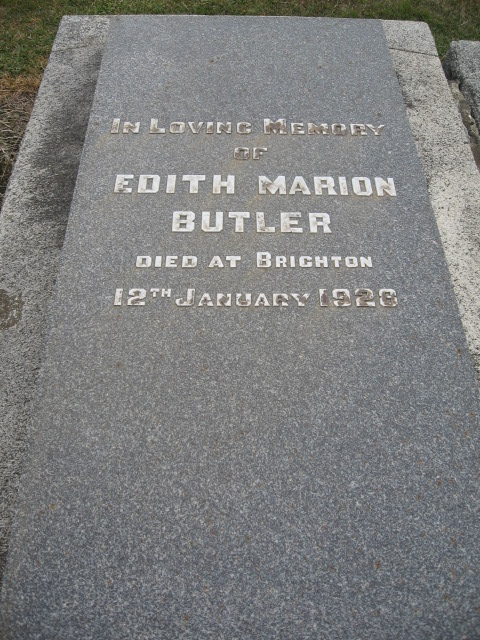 In Loving Memory
of
EDITH MARION
BUTLER
DIED AT BRIGHTON
12TH JANUARY 1928